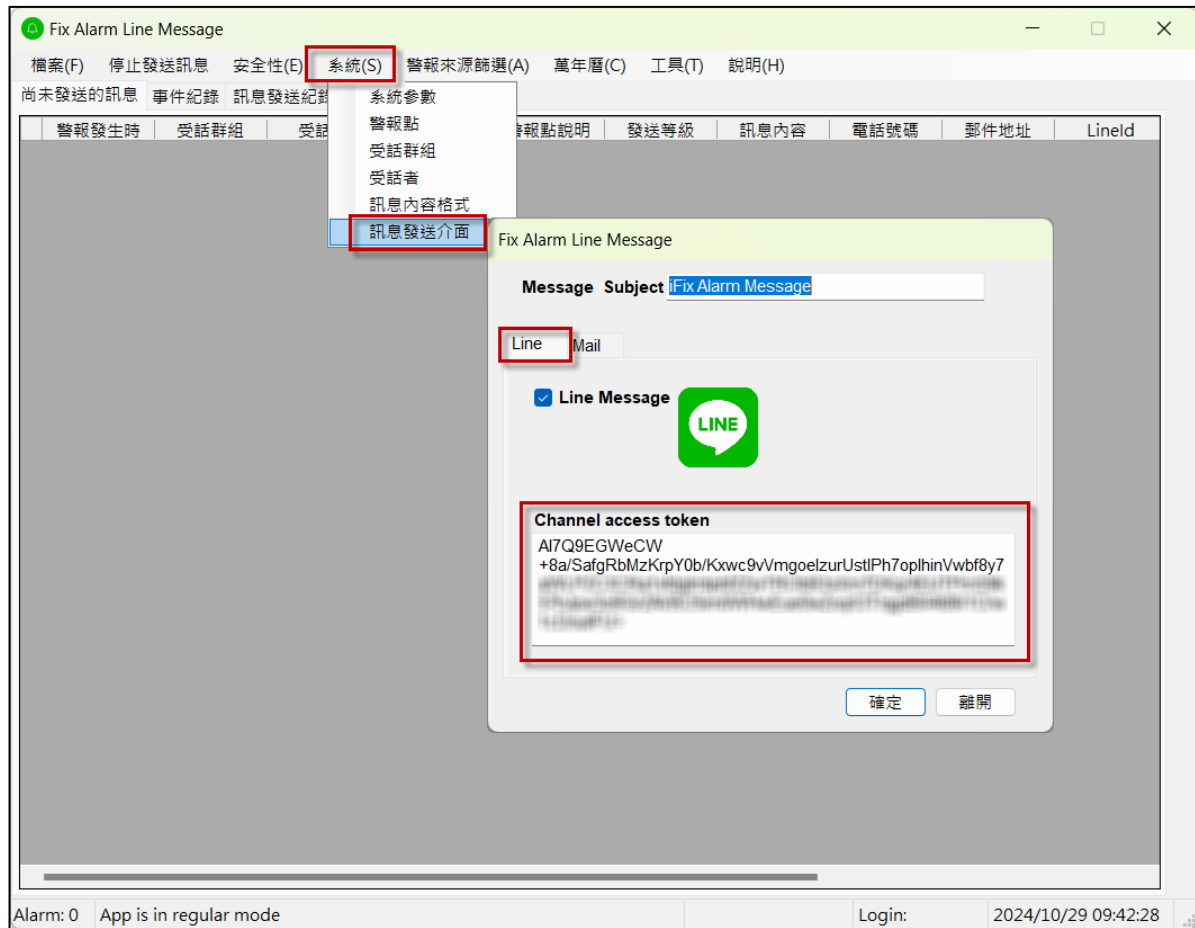 Fix Alarm Line Message
檔案(F) 停止發送訊息 安全性(E) 系統(S) 警報來源篩選(A) 萬年曆(C) 工具(T) 說明(H)
尚未發送的訊息 事件紀錄 訊息發送紀錄
警報發生時 受話群組 受話 警報點說明 發送等級 訊息內容 電話號碼 郵件地址 LineId
系統參數
警報點
受話群組
受話者
訊息內容格式
訊息發送介面
Fix Alarm Line Message
Message Subject iFix Alarm Message
Line Mail
Line Message
LINE
Channel access token
AI7Q9EGWeCW
+8a/SafgRbMzKrpY0b/Kxwc9vVmgoelzurUstlPh7oplhinVwbf8y7
確定 離開
Alarm: 0 App is in regular mode Login: 2024/10/29 09:42:28